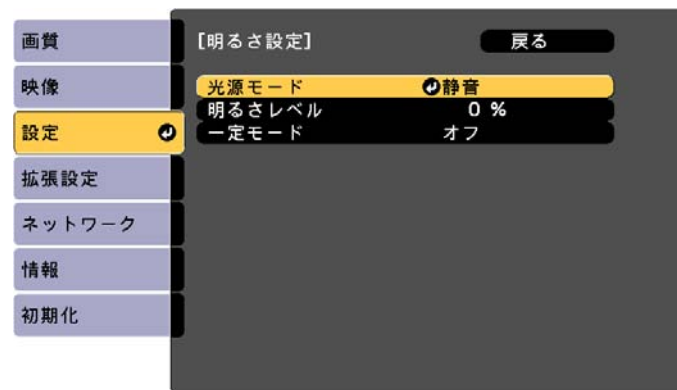 画質
映像
設定
拡張設定
ネットワーク
情報
初期化
[明るさ設定] 戻る
光源モード 静音
明るさレベル 0 %
一定モード オフ